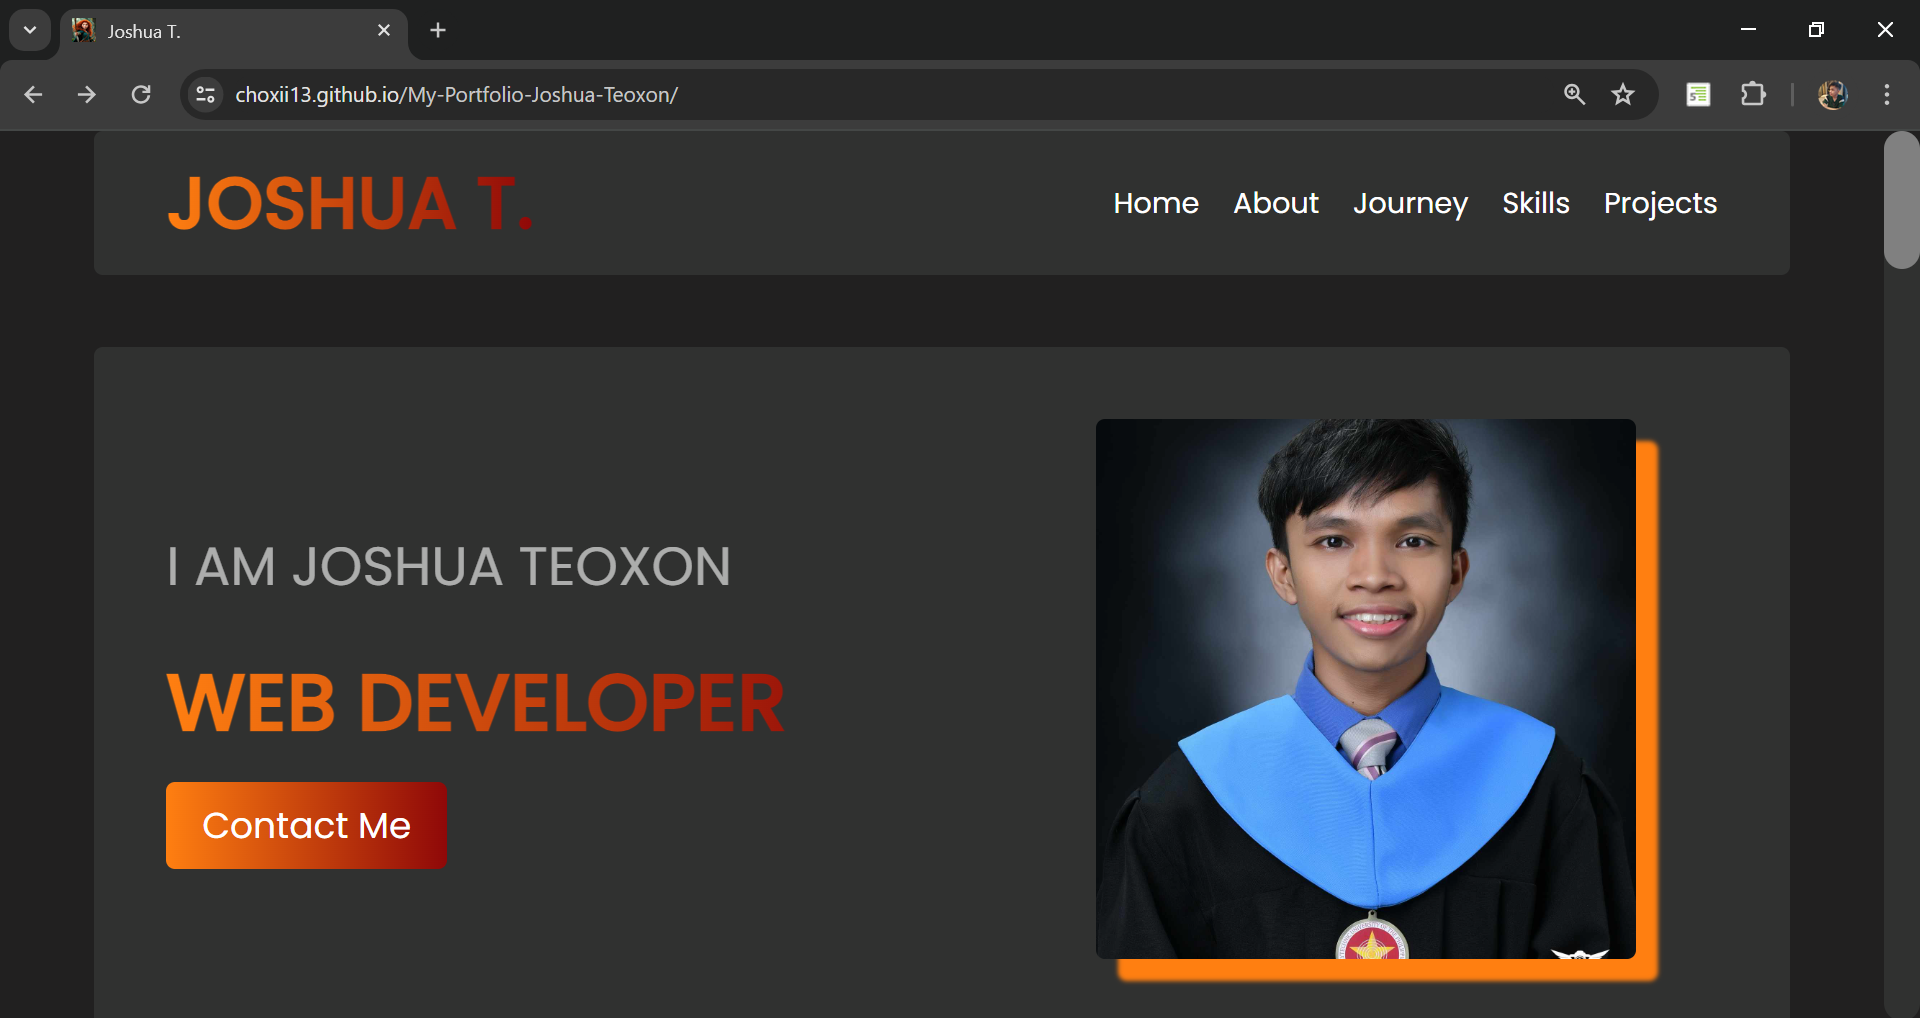 Joshua T.
choxii13.github.io/My-Portfolio-Joshua-Teoxon/
JOSHUA T.
Home About Journey Skills Projects
I AM JOSHUA TEOXON
WEB DEVELOPER
Contact Me